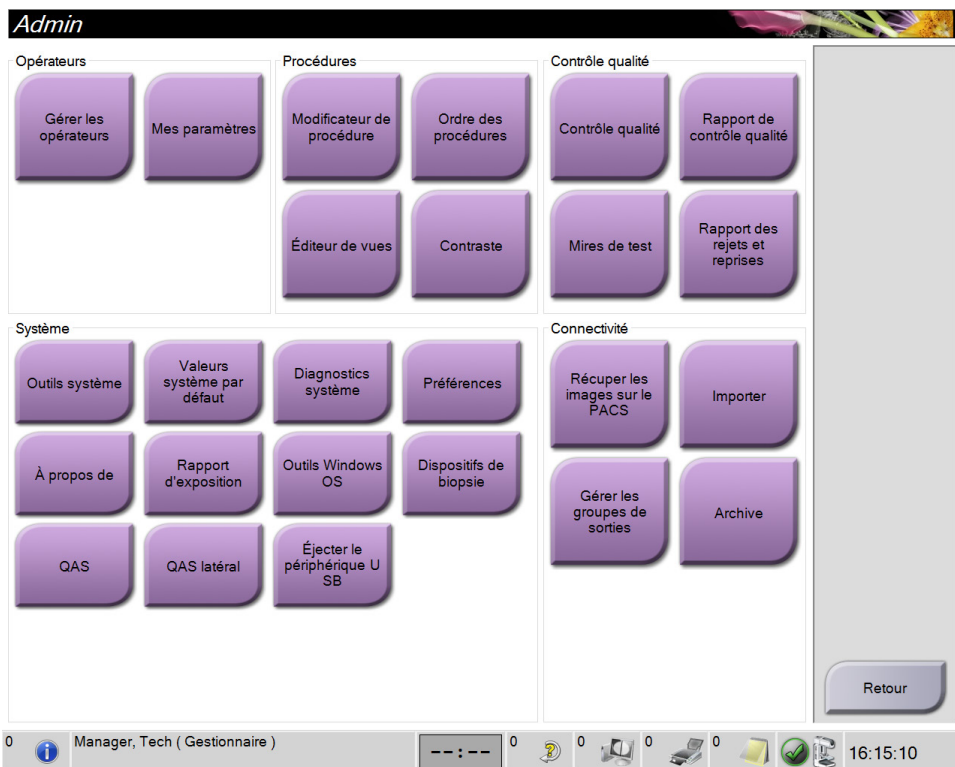 Admin
Opérateurs
Gérer les
opérateurs
Mes paramètres
Procédures
Modificateur de
procédure
Ordre des
procédures
Éditeur de vues
Contraste
Contrôle qualité
Contrôle qualité
Rapport de
contrôle qualité
Mires de test
Rapport des
rejets et
reprises
Système
Outils système
Valeurs
système par
défaut
Diagnostics
système
Préférences
À propos de
Rapport
d'exposition
Outils Windows
OS
Dispositifs de
biopsie
QAS
QAS latéral
Éjecter le
périphérique U
SB
Connectivité
Récuper les
images sur le
PACS
Importer
Gérer les
groupes de
sorties
Archive
Retour
0
Manager, Tech ( Gestionnaire )
--:--
0
0
0
0
16:15:10